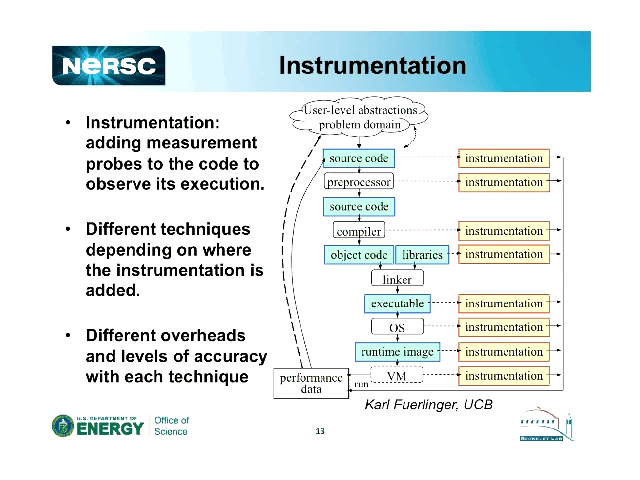 NERSC
Instrumentation
• Instrumentation:
adding measurement
probes to the code to
observe its execution.
• Different techniques
depending on where
the instrumentation is
added.
• Different overheads
and levels of accuracy
with each technique
User-level abstractions
problem domain
source code
instrumentation
preprocessor
instrumentation
source code
compiler
instrumentation
object code
libraries
instrumentation
linker
executable
instrumentation
OS
instrumentation
runtime image
instrumentation
performance
data
run
VM
instrumentation
Karl Fuerlinger, UCB
U.S. DEPARTMENT OF
ENERGY
Office of
Science
13
BERKELEY LAB